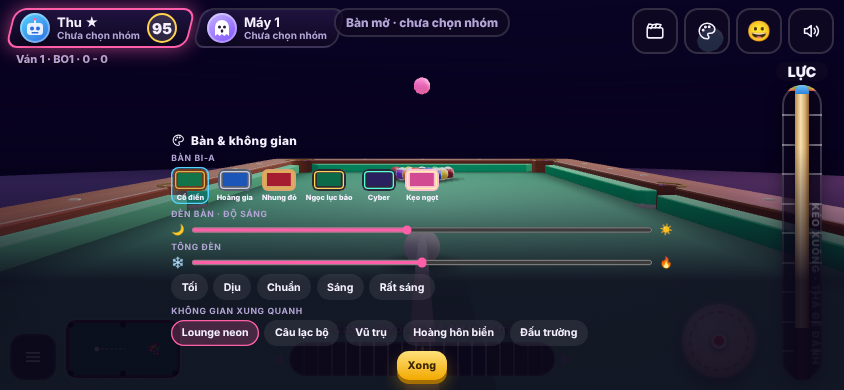 Thu ★
Chưa chọn nhóm
95
Máy 1
Chưa chọn nhóm
Bàn mở · chưa chọn nhóm
Ván 1 · BO1 · 0 - 0
LỰC
Bàn & không gian
BÀN BI-A
Cổ điển
Hoàng gia
Nhung đỏ
Ngọc lục bảo
Cyber
Kẹo ngọt
ĐÈN BÀN · ĐỘ SÁNG
TÔNG ĐÈN
Tối
Dịu
Chuẩn
Sáng
Rất sáng
KHÔNG GIAN XUNG QUANH
Lounge neon
Câu lạc bộ
Vũ trụ
Hoàng hôn biển
Đấu trường
Xong